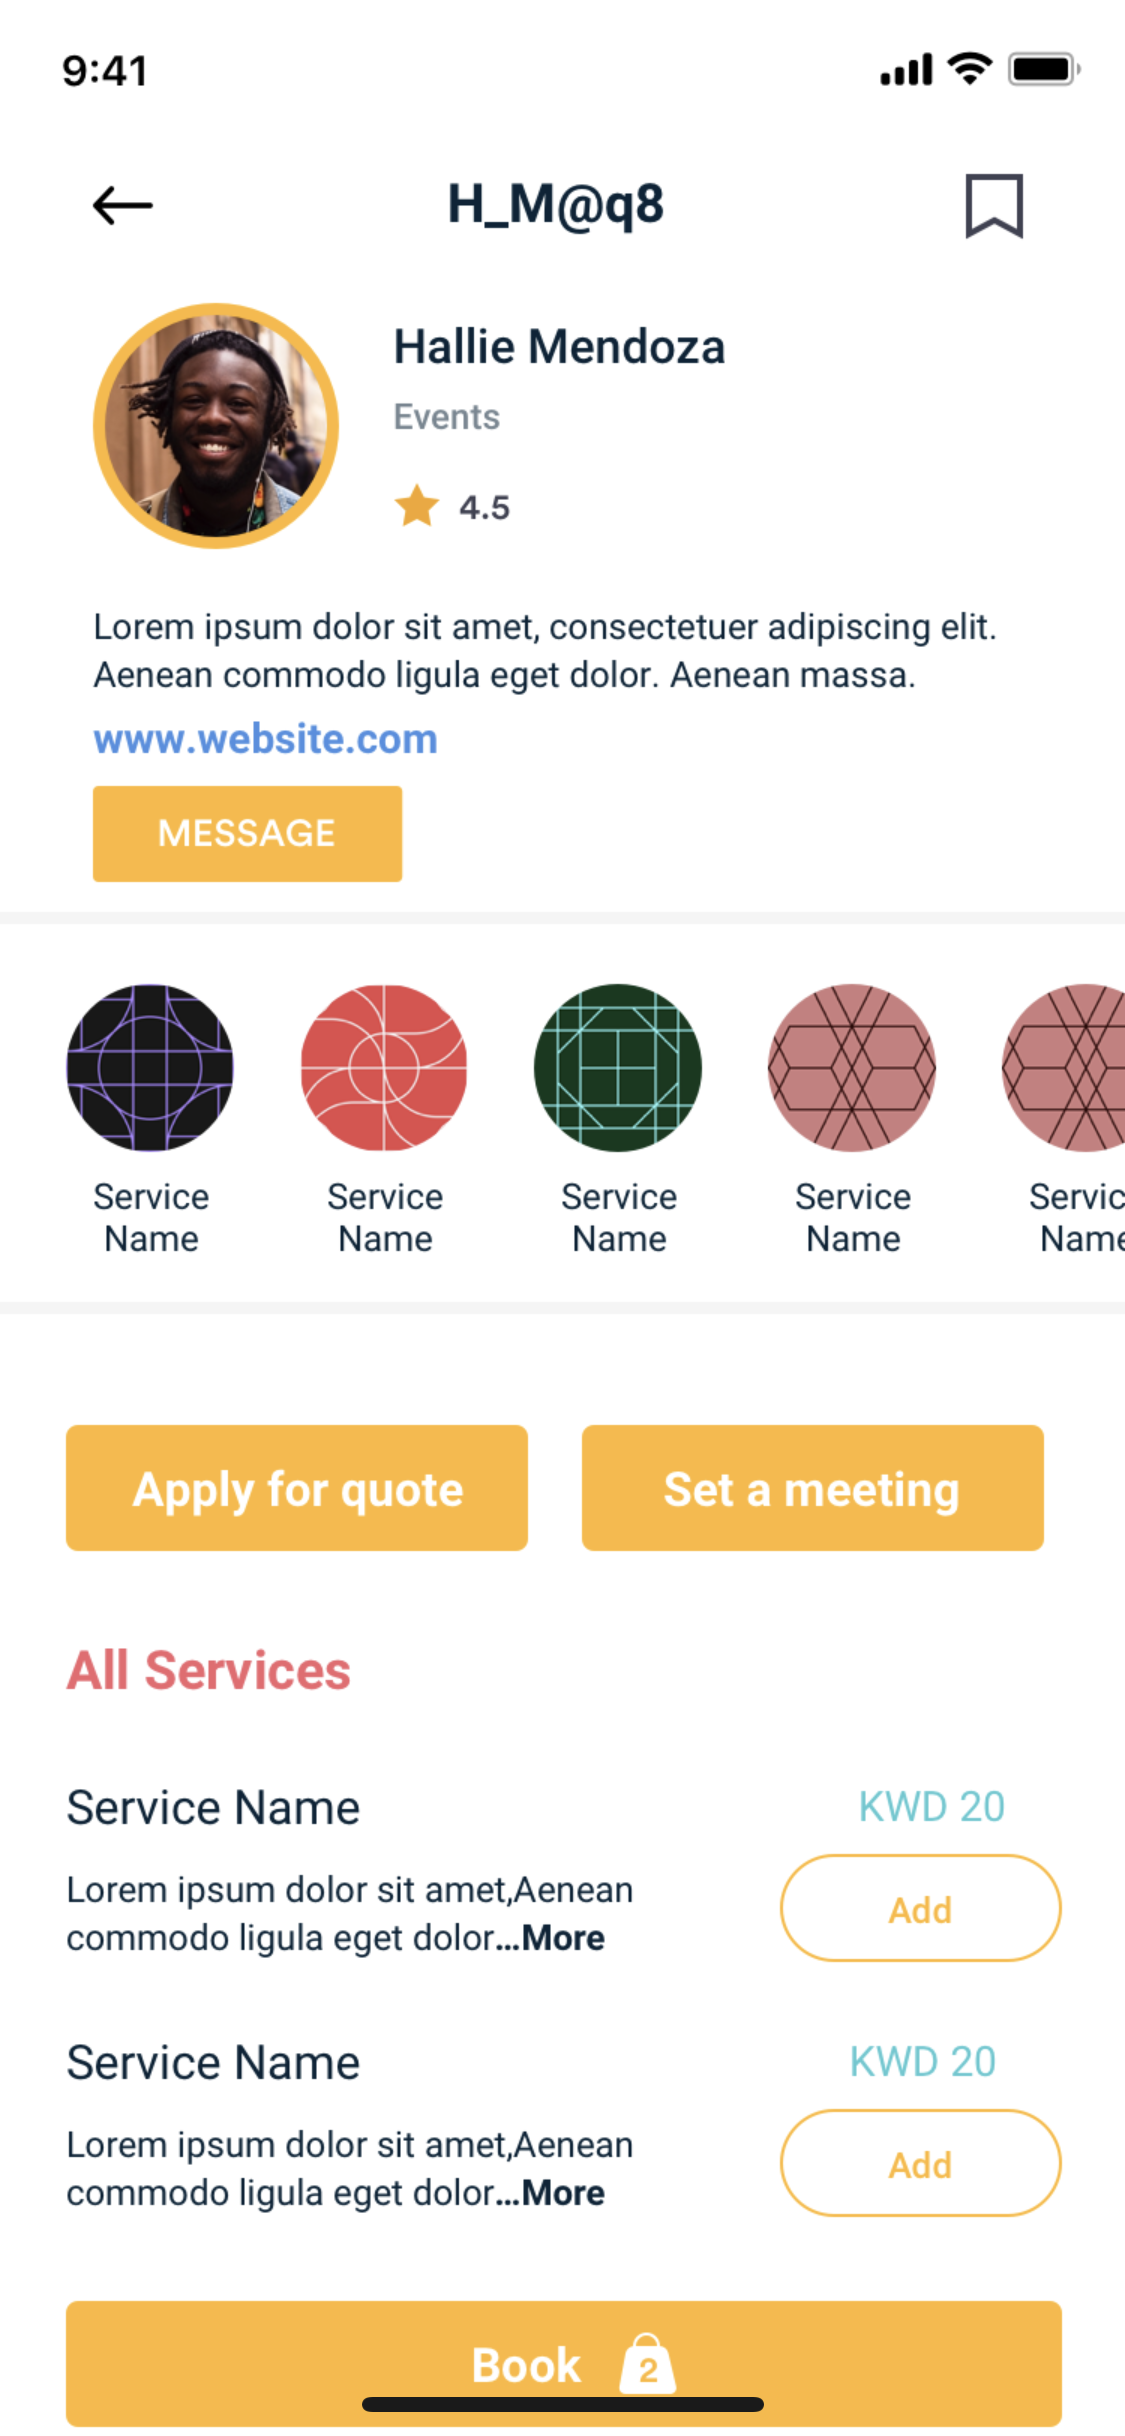 9:41
H_M@q8
Hallie Mendoza
Events
4.5
Lorem ipsum dolor sit amet, consectetuer adipiscing elit.
Aenean commodo ligula eget dolor. Aenean massa.
www.website.com
MESSAGE
Service
Name
Service
Name
Service
Name
Service
Name
Servic
Name
Apply for quote
Set a meeting
All Services
Service Name
KWD 20
Lorem ipsum dolor sit amet,Aenean
commodo ligula eget dolor...More
Add
Service Name
KWD 20
Lorem ipsum dolor sit amet,Aenean
commodo ligula eget dolor...More
Add
Book 2